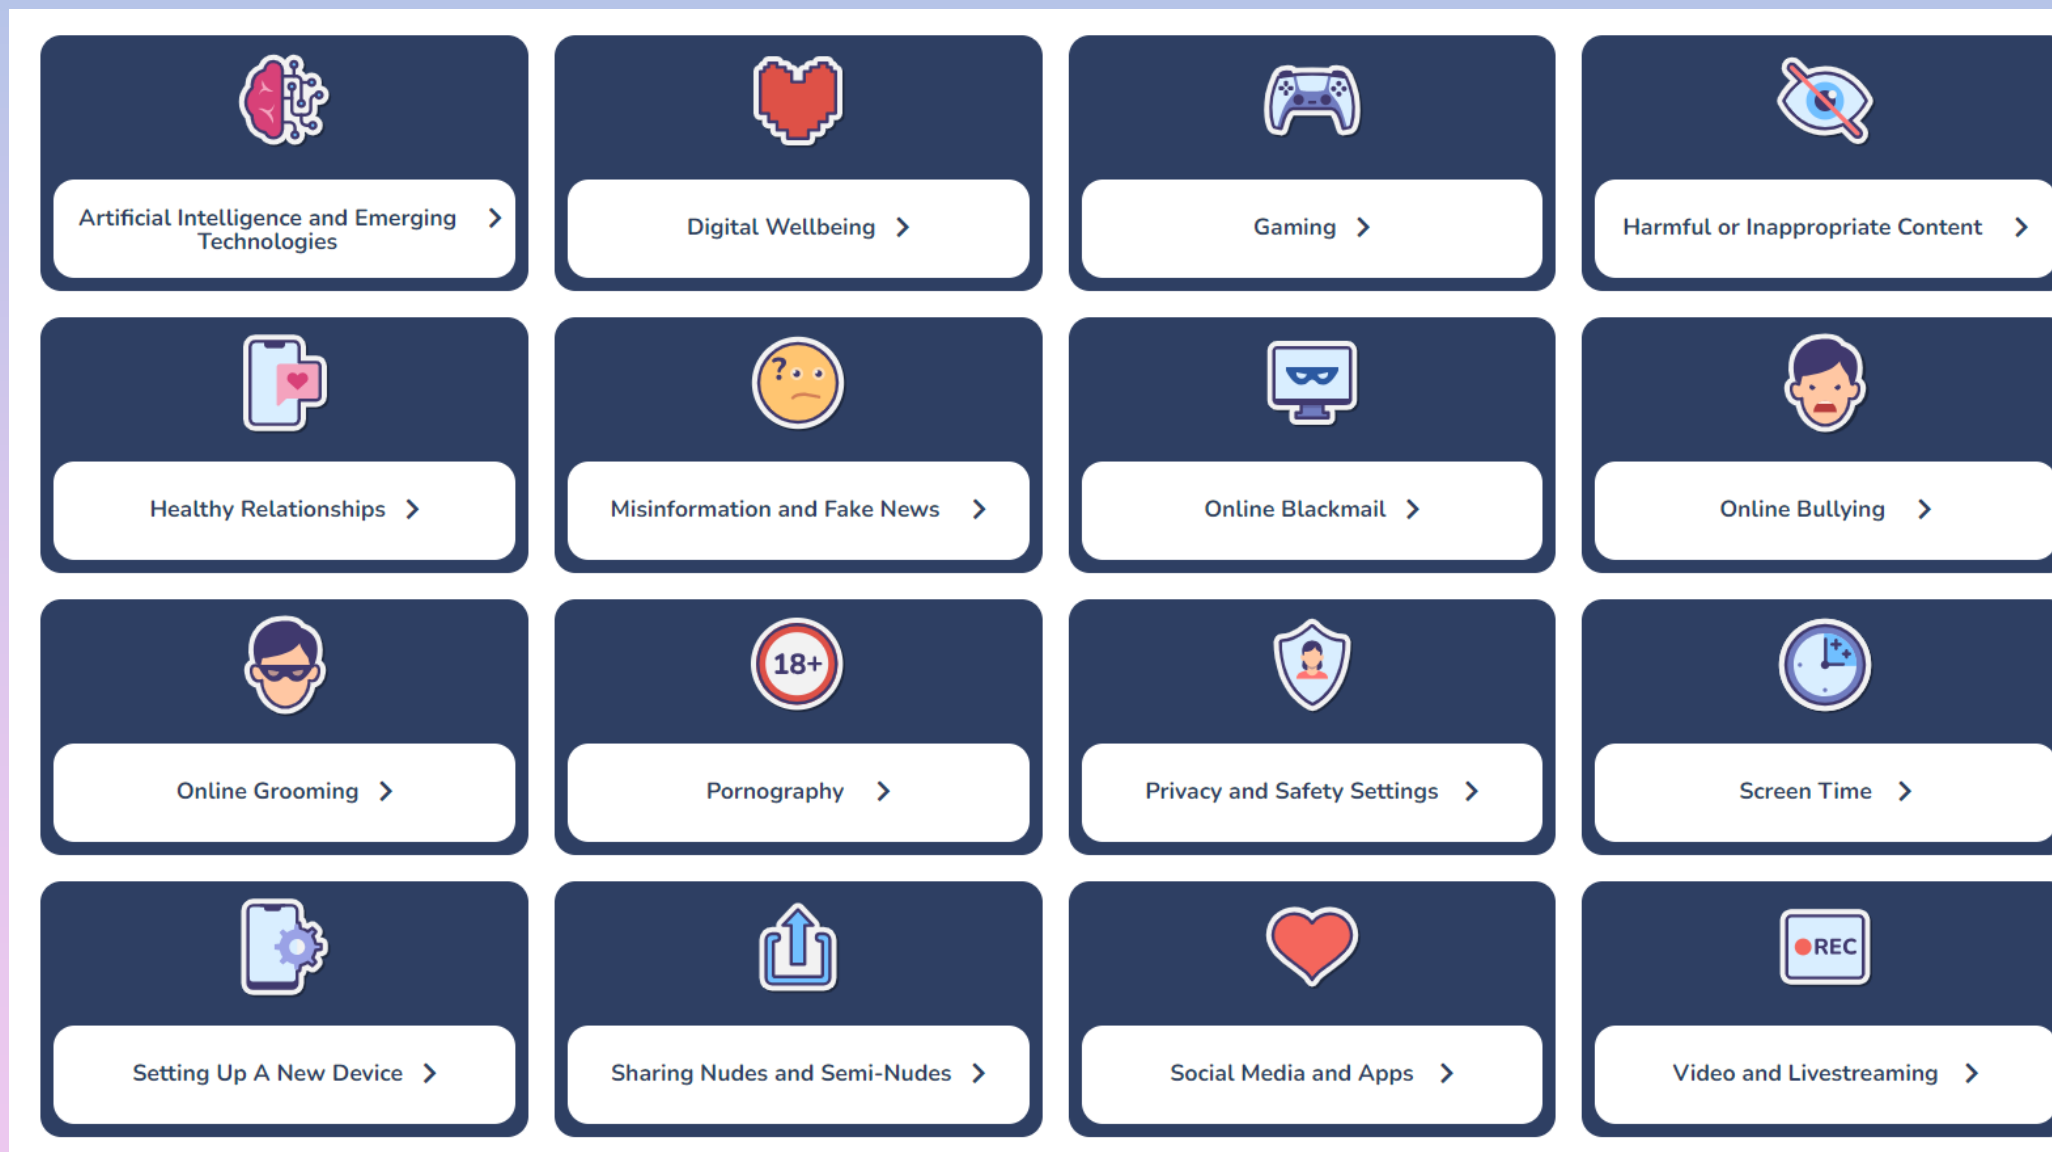 Artificial Intelligence and Emerging
Technologies
Digital Wellbeing
Gaming
Harmful or Inappropriate Content
?
Healthy Relationships
Misinformation and Fake News
Online Blackmail
Online Bullying
18+
Online Grooming
Pornography
Privacy and Safety Settings
Screen Time
REC
Setting Up A New Device
Sharing Nudes and Semi-Nudes
Social Media and Apps
Video and Livestreaming